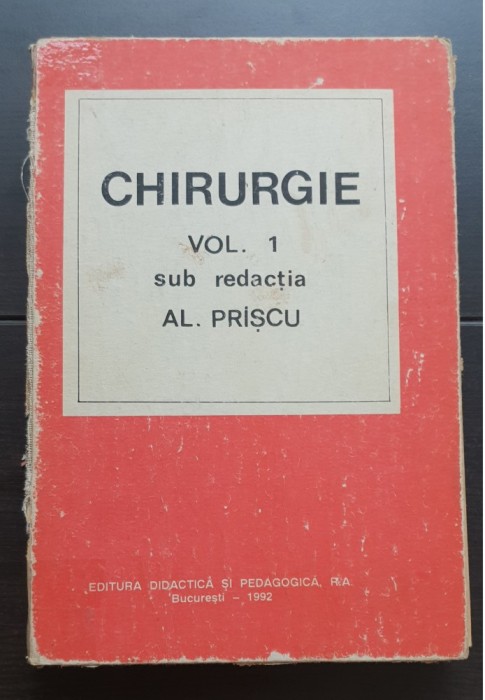 CHIRURGIE
VOL. 1
sub redacția
AL. PRIȘCU
EDITURA DIDACTICĂ ȘI PEDAGOGICĂ, R.A.
București – 1992